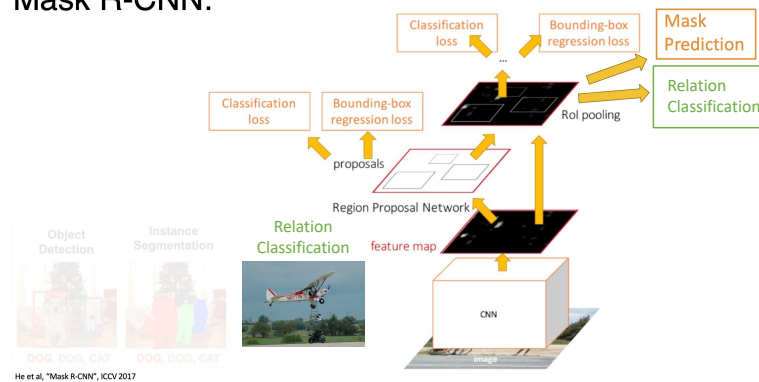 Mask R-CNN:
Classification
loss
Bounding-box
regression loss
Mask
Prediction
...
Relation
Classification
RoI pooling
Classification
loss
Bounding-box
regression loss
proposals
Region Proposal Network
Object
Detection
Instance
Segmentation
Relation
Classification
feature map
CNN
image
DOG, DOG, CAT
DOG, DOG, CAT
He et al, "Mask R-CNN", ICCV 2017